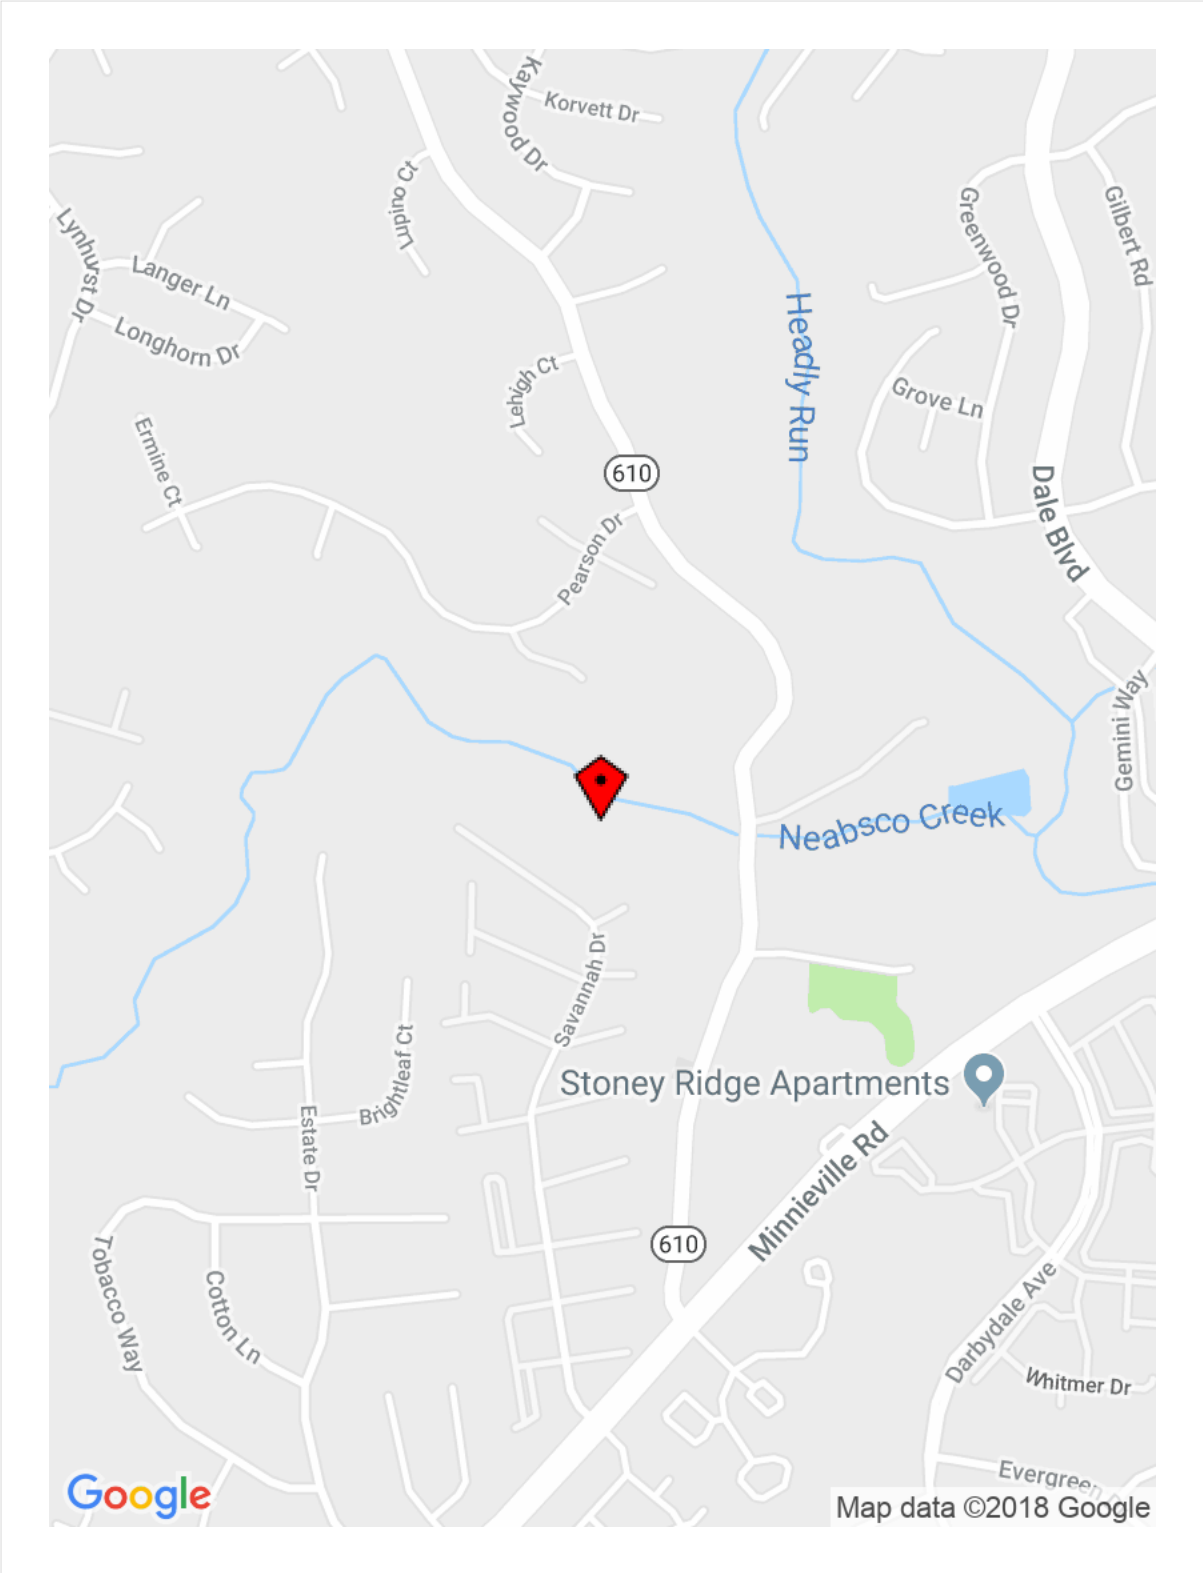 Kaywood Dr
Korvett Dr
Lupino Ct
Lynhurst Dr
Langer Ln
Longhorn Dr
Greenwood Dr
Gilbert Rd
Headly Run
Lehigh Ct
Grove Ln
Ermine Ct
610
Dale Blvd
Pearson Dr
Gemini Way
Neabsco Creek
Savannah Dr
Brightleaf Ct
Stoney Ridge Apartments
Estate Dr
Minnieville Rd
610
Tobacco Way
Cotton Ln
Darbydale Ave
Whitmer Dr
Evergreen
Google
Map data ©2018 Google